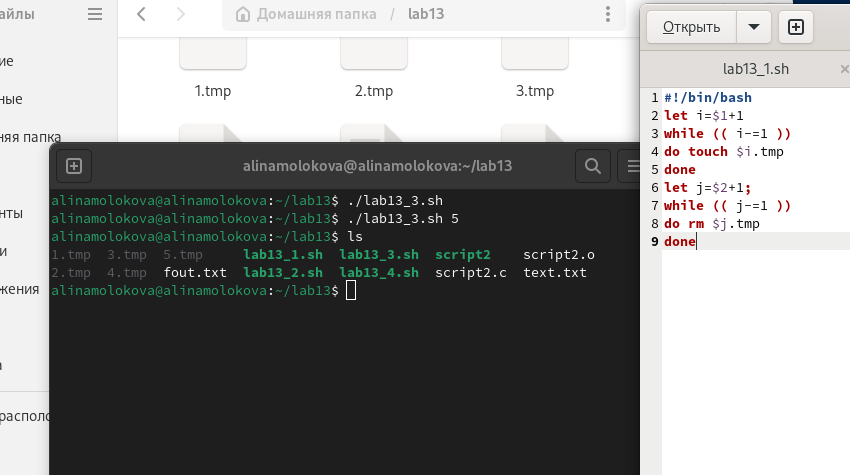 айлы
Домашняя папка / lab13
Открыть
lab13_1.sh
ие
ные
няя папка
нты
и
жения
располо
1.tmp 2.tmp 3.tmp
alinamolokova@alinamolokova:~/lab13
alinamolokova@alinamolokova:~/lab13$ ./lab13_3.sh
alinamolokova@alinamolokova:~/lab13$ ./lab13_3.sh 5
alinamolokova@alinamolokova:~/lab13$ ls
1.tmp 3.tmp 5.tmp lab13_1.sh lab13_3.sh script2 script2.o
2.tmp 4.tmp fout.txt lab13_2.sh lab13_4.sh script2.c text.txt
alinamolokova@alinamolokova:~/lab13$
1 #!/bin/bash
2 let i=$1+1
3 while (( i-=1 ))
4 do touch $i.tmp
5 done
6 let j=$2+1;
7 while (( j-=1 ))
8 do rm $j.tmp
9 done